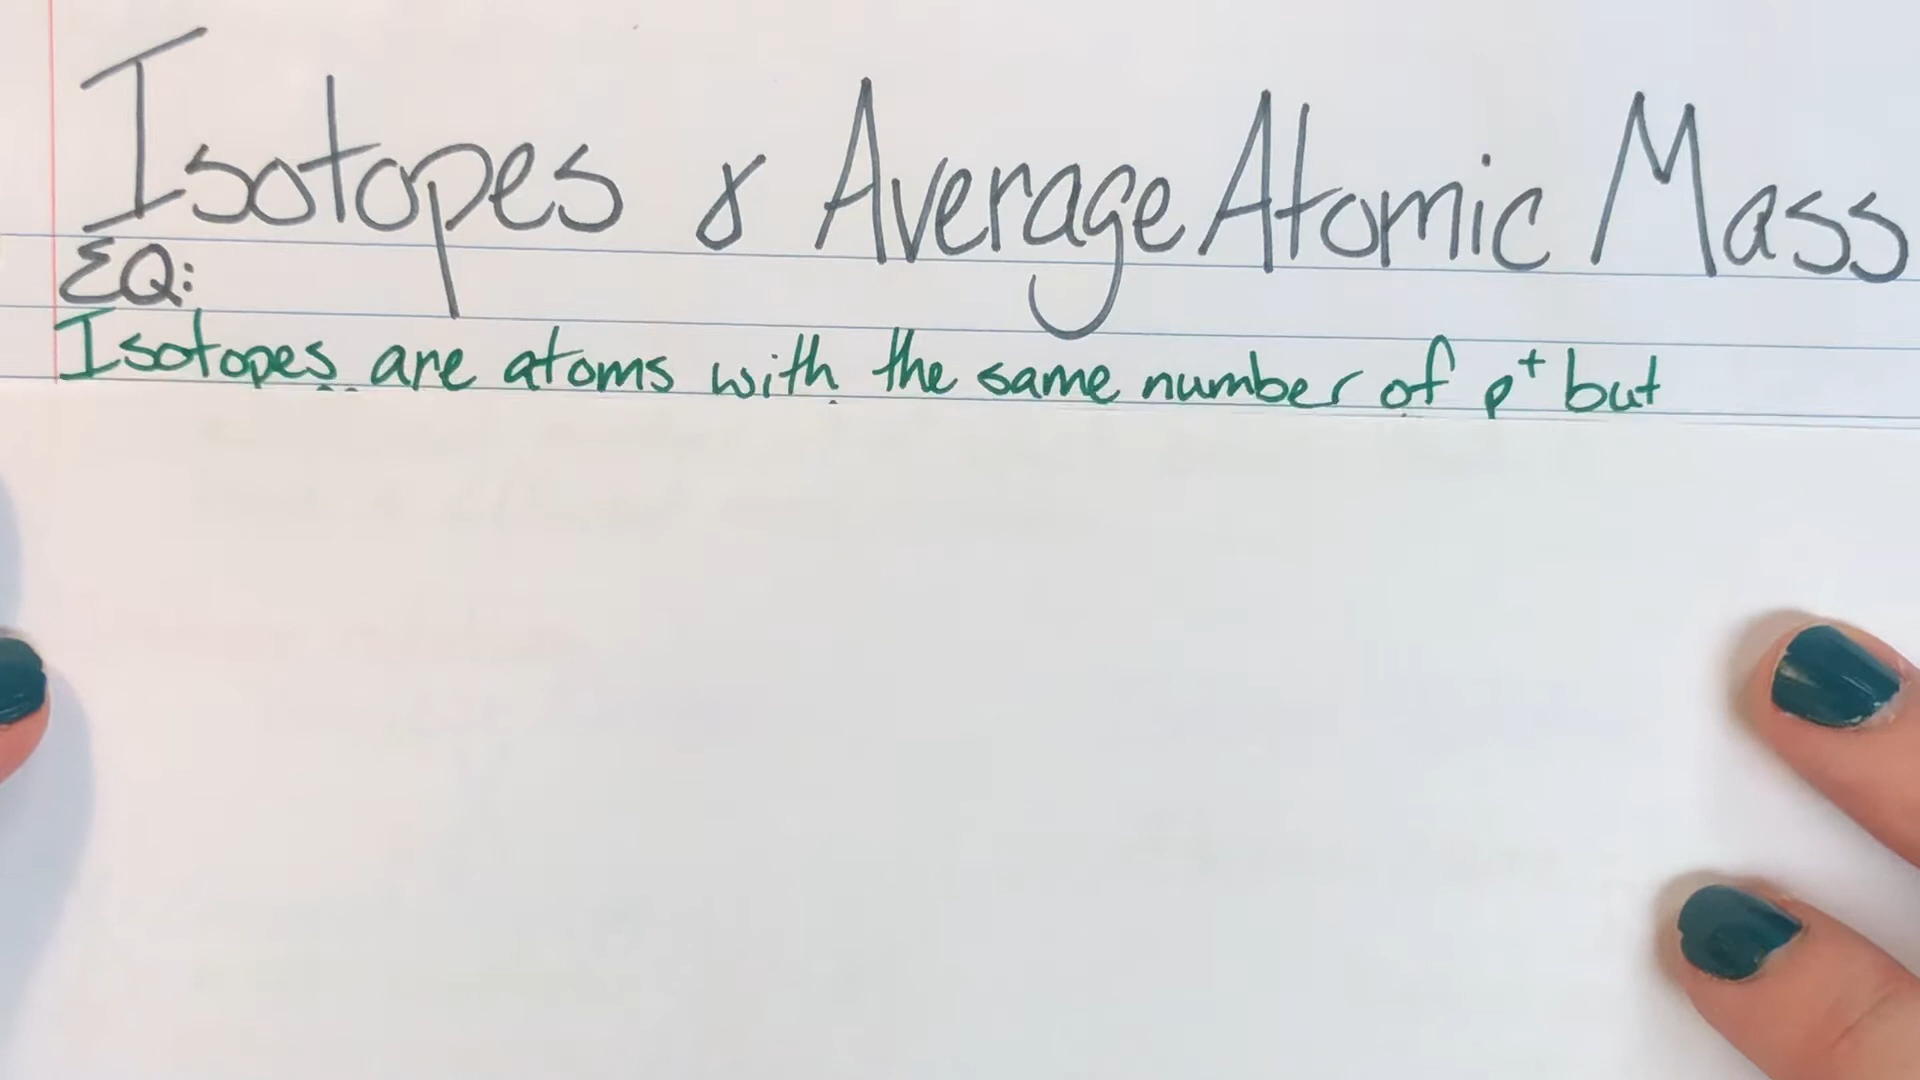 Isotopes & Average Atomic Mass
EQ:
Isotopes are atoms with the same number of p⁺ but